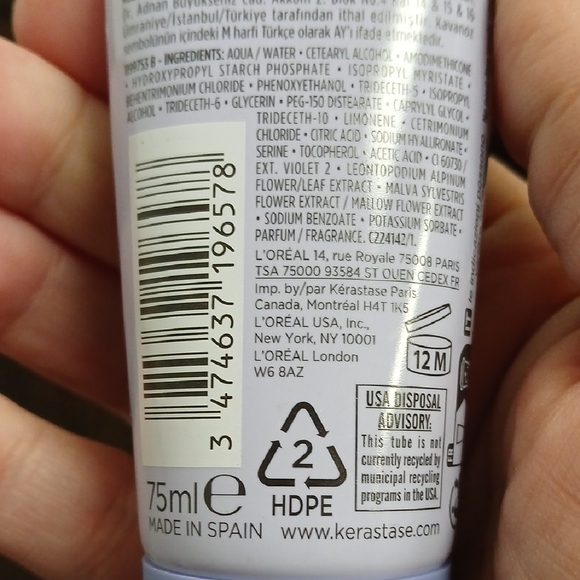 Dr. Adnan Büyükdeniz Cad. Akkom 2. Blok No:4 Kat 14 & 15 & 16
Ümraniye/İstanbul/Türkiye tarafından ithal edilmiştir. Kavanoz
sembolünün içindeki M harfi Türkçe olarak AY'ı ifade etmektedir.
B - INGREDIENTS: AQUA / WATER • CETEARYL ALCOHOL • AMODIMETHICONE
• HYDROXYPROPYL STARCH PHOSPHATE • ISOPROPYL MYRISTATE •
BEHENTRIMONIUM CHLORIDE • PHENOXYETHANOL • TRIDECETH-5 • ISOPROPYL
ALCOHOL • TRIDECETH-6 • GLYCERIN • PEG-150 DISTEARATE • CAPRYLYL GLYCOL •
TRIDECETH-10 • LIMONENE • CETRIMONIUM
CHLORIDE • CITRIC ACID • SODIUM HYALURONATE •
SERINE • TOCOPHEROL • ACETIC ACID • CI 60730 /
EXT. VIOLET 2 • LEONTOPODIUM ALPINUM
FLOWER/LEAF EXTRACT • MALVA SYLVESTRIS
FLOWER EXTRACT / MALLOW FLOWER EXTRACT
• SODIUM BENZOATE • POTASSIUM SORBATE •
PARFUM / FRAGRANCE. C224142/1.
L'ORÉAL 14, rue Royale 75008 PARIS
TSA 75000 93584 ST OUEN CEDEX FR
Imp. by/par Kérastase Paris
Canada, Montréal H4T 1K5
L'ORÉAL USA, Inc.,
New York, NY 10001
L'ORÉAL London
W6 8AZ
12 M
3 474637 196578
USA DISPOSAL
ADVISORY:
This tube is not
currently recycled by
municipal recycling
programs in the USA.
2
HDPE
75ml e
MADE IN SPAIN www.kerastase.com
IT
FR